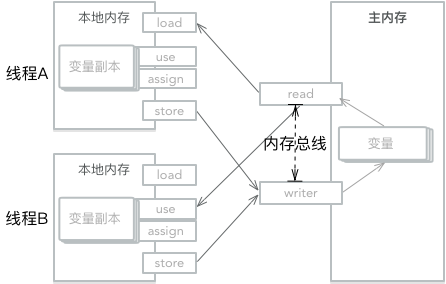 本地内存
load
线程A
变量副本
use
assign
store
主内存
read
内存总线
变量
writer
本地内存
load
线程B
变量副本
use
assign
store